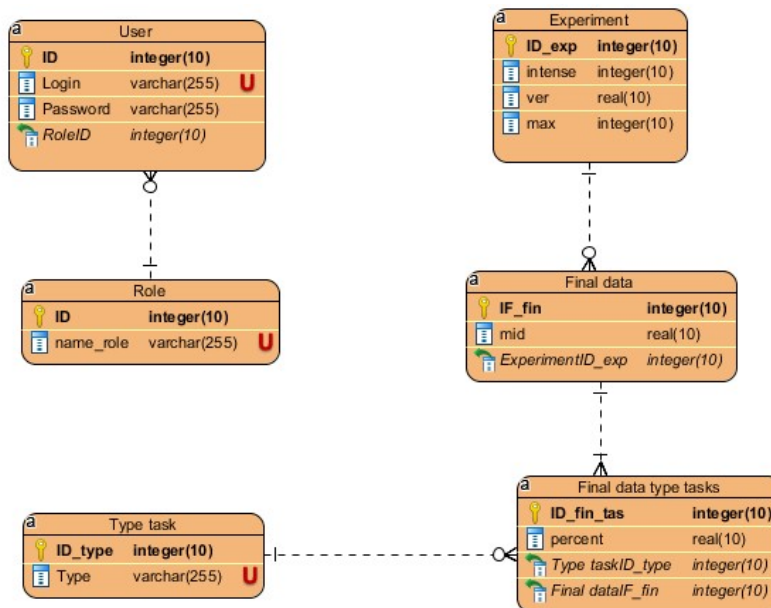 a
User
ID integer(10)
Login varchar(255) U
Password varchar(255)
RoleID integer(10)
a
Experiment
ID_exp integer(10)
intense integer(10)
ver real(10)
max integer(10)
a
Role
ID integer(10)
name_role varchar(255) U
a
Final data
IF_fin integer(10)
mid real(10)
ExperimentID_exp integer(10)
a
Type task
ID_type integer(10)
Type varchar(255) U
a
Final data type tasks
ID_fin_tas integer(10)
percent real(10)
Type taskID_type integer(10)
Final dataIF_fin integer(10)